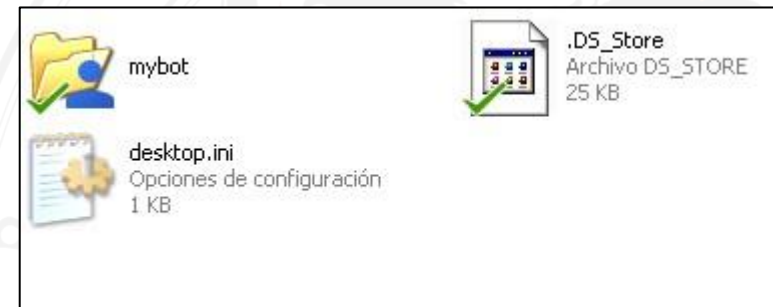 mybot
.DS_Store
Archivo DS_STORE
25 KB
desktop.ini
Opciones de configuración
1 KB